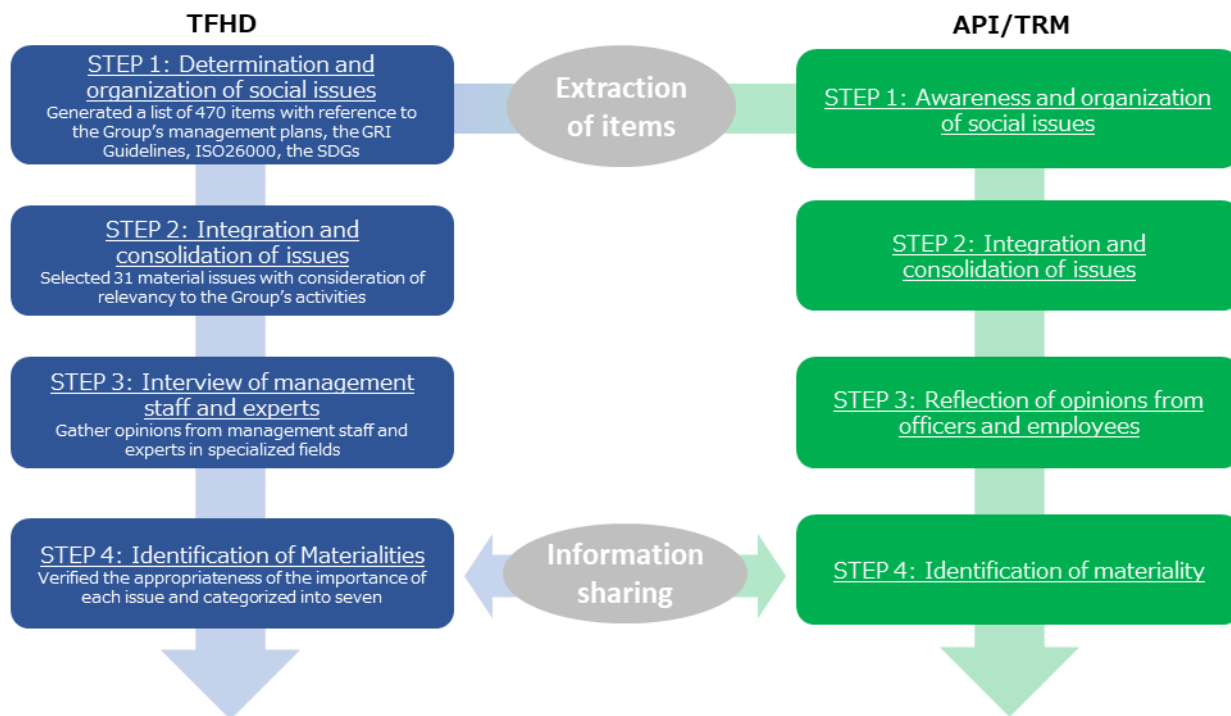 TFHD
STEP 1: Determination and
organization of social issues
Generated a list of 470 items with reference to
the Group's management plans, the GRI
Guidelines, ISO26000, the SDGs
STEP 2: Integration and
consolidation of issues
Selected 31 material issues with consideration of
relevancy to the Group's activities
STEP 3: Interview of management
staff and experts
Gather opinions from management staff and
experts in specialized fields
STEP 4: Identification of Materialities
Verified the appropriateness of the importance of
each issue and categorized into seven
Extraction
of items
Information
sharing
API/TRM
STEP 1: Awareness and organization
of social issues
STEP 2: Integration and
consolidation of issues
STEP 3: Reflection of opinions from
officers and employees
STEP 4: Identification of materiality